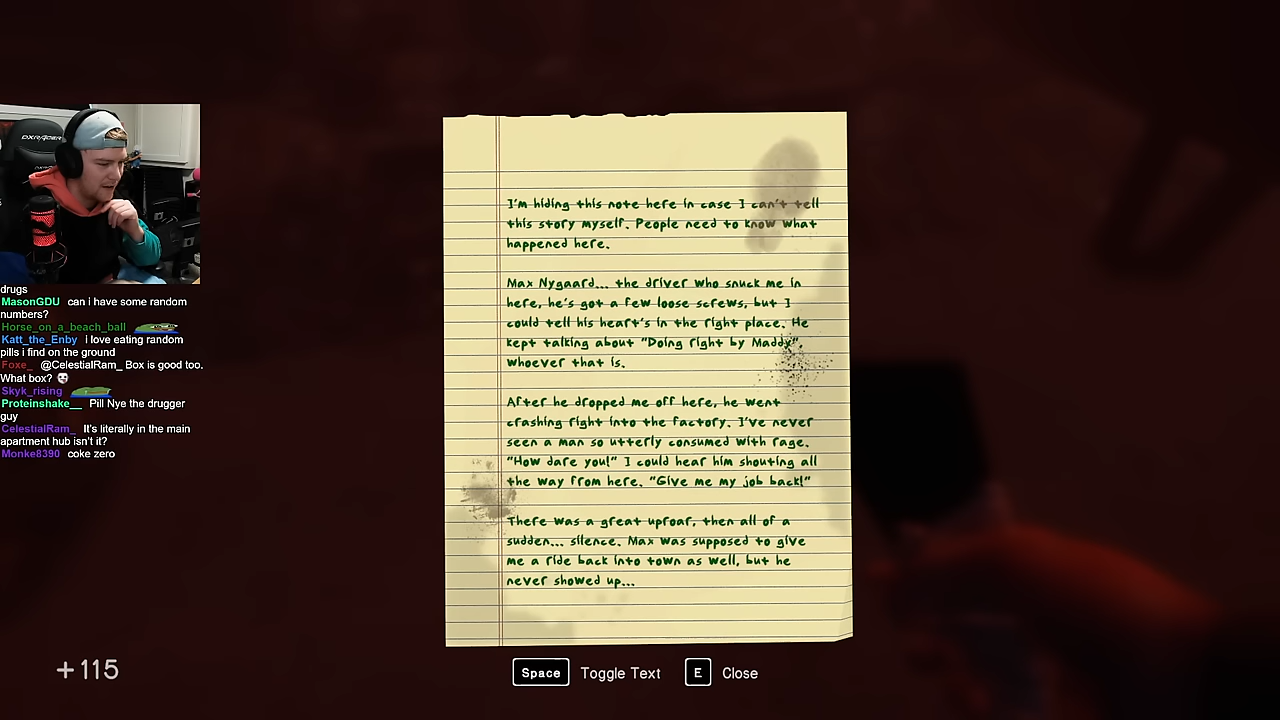 DXRACER
drugs
MasonGDU can i have some random
numbers?
Horse_on_a_beach_ball
Katt_the_Enby i love eating random
pills i find on the ground
Foxe_ @CelestialRam_ Box is good too.
What box?
Skyk_rising
Proteinshake__ Pill Nye the drugger
guy
CelestialRam_ It's literally in the main
apartment hub isn't it?
Monke8390 coke zero
I'm hiding this note here in case I can't tell
this story myself. People need to know what
happened here.
Max Nygaard... the driver who snuck me in
here, he's got a few loose screws, but I
could tell his heart's in the right place. He
kept talking about "Doing right by Maddy",
whoever that is.
After he dropped me off here, he went
crashing right into the factory. I've never
seen a man so utterly consumed with rage.
"How dare you!" I could hear him shouting all
the way from here. "Give me my job back!"
There was a great uproar, then all of a
sudden... silence. Max was supposed to give
me a ride back into town as well, but he
never showed up...
+115
Space Toggle Text E Close